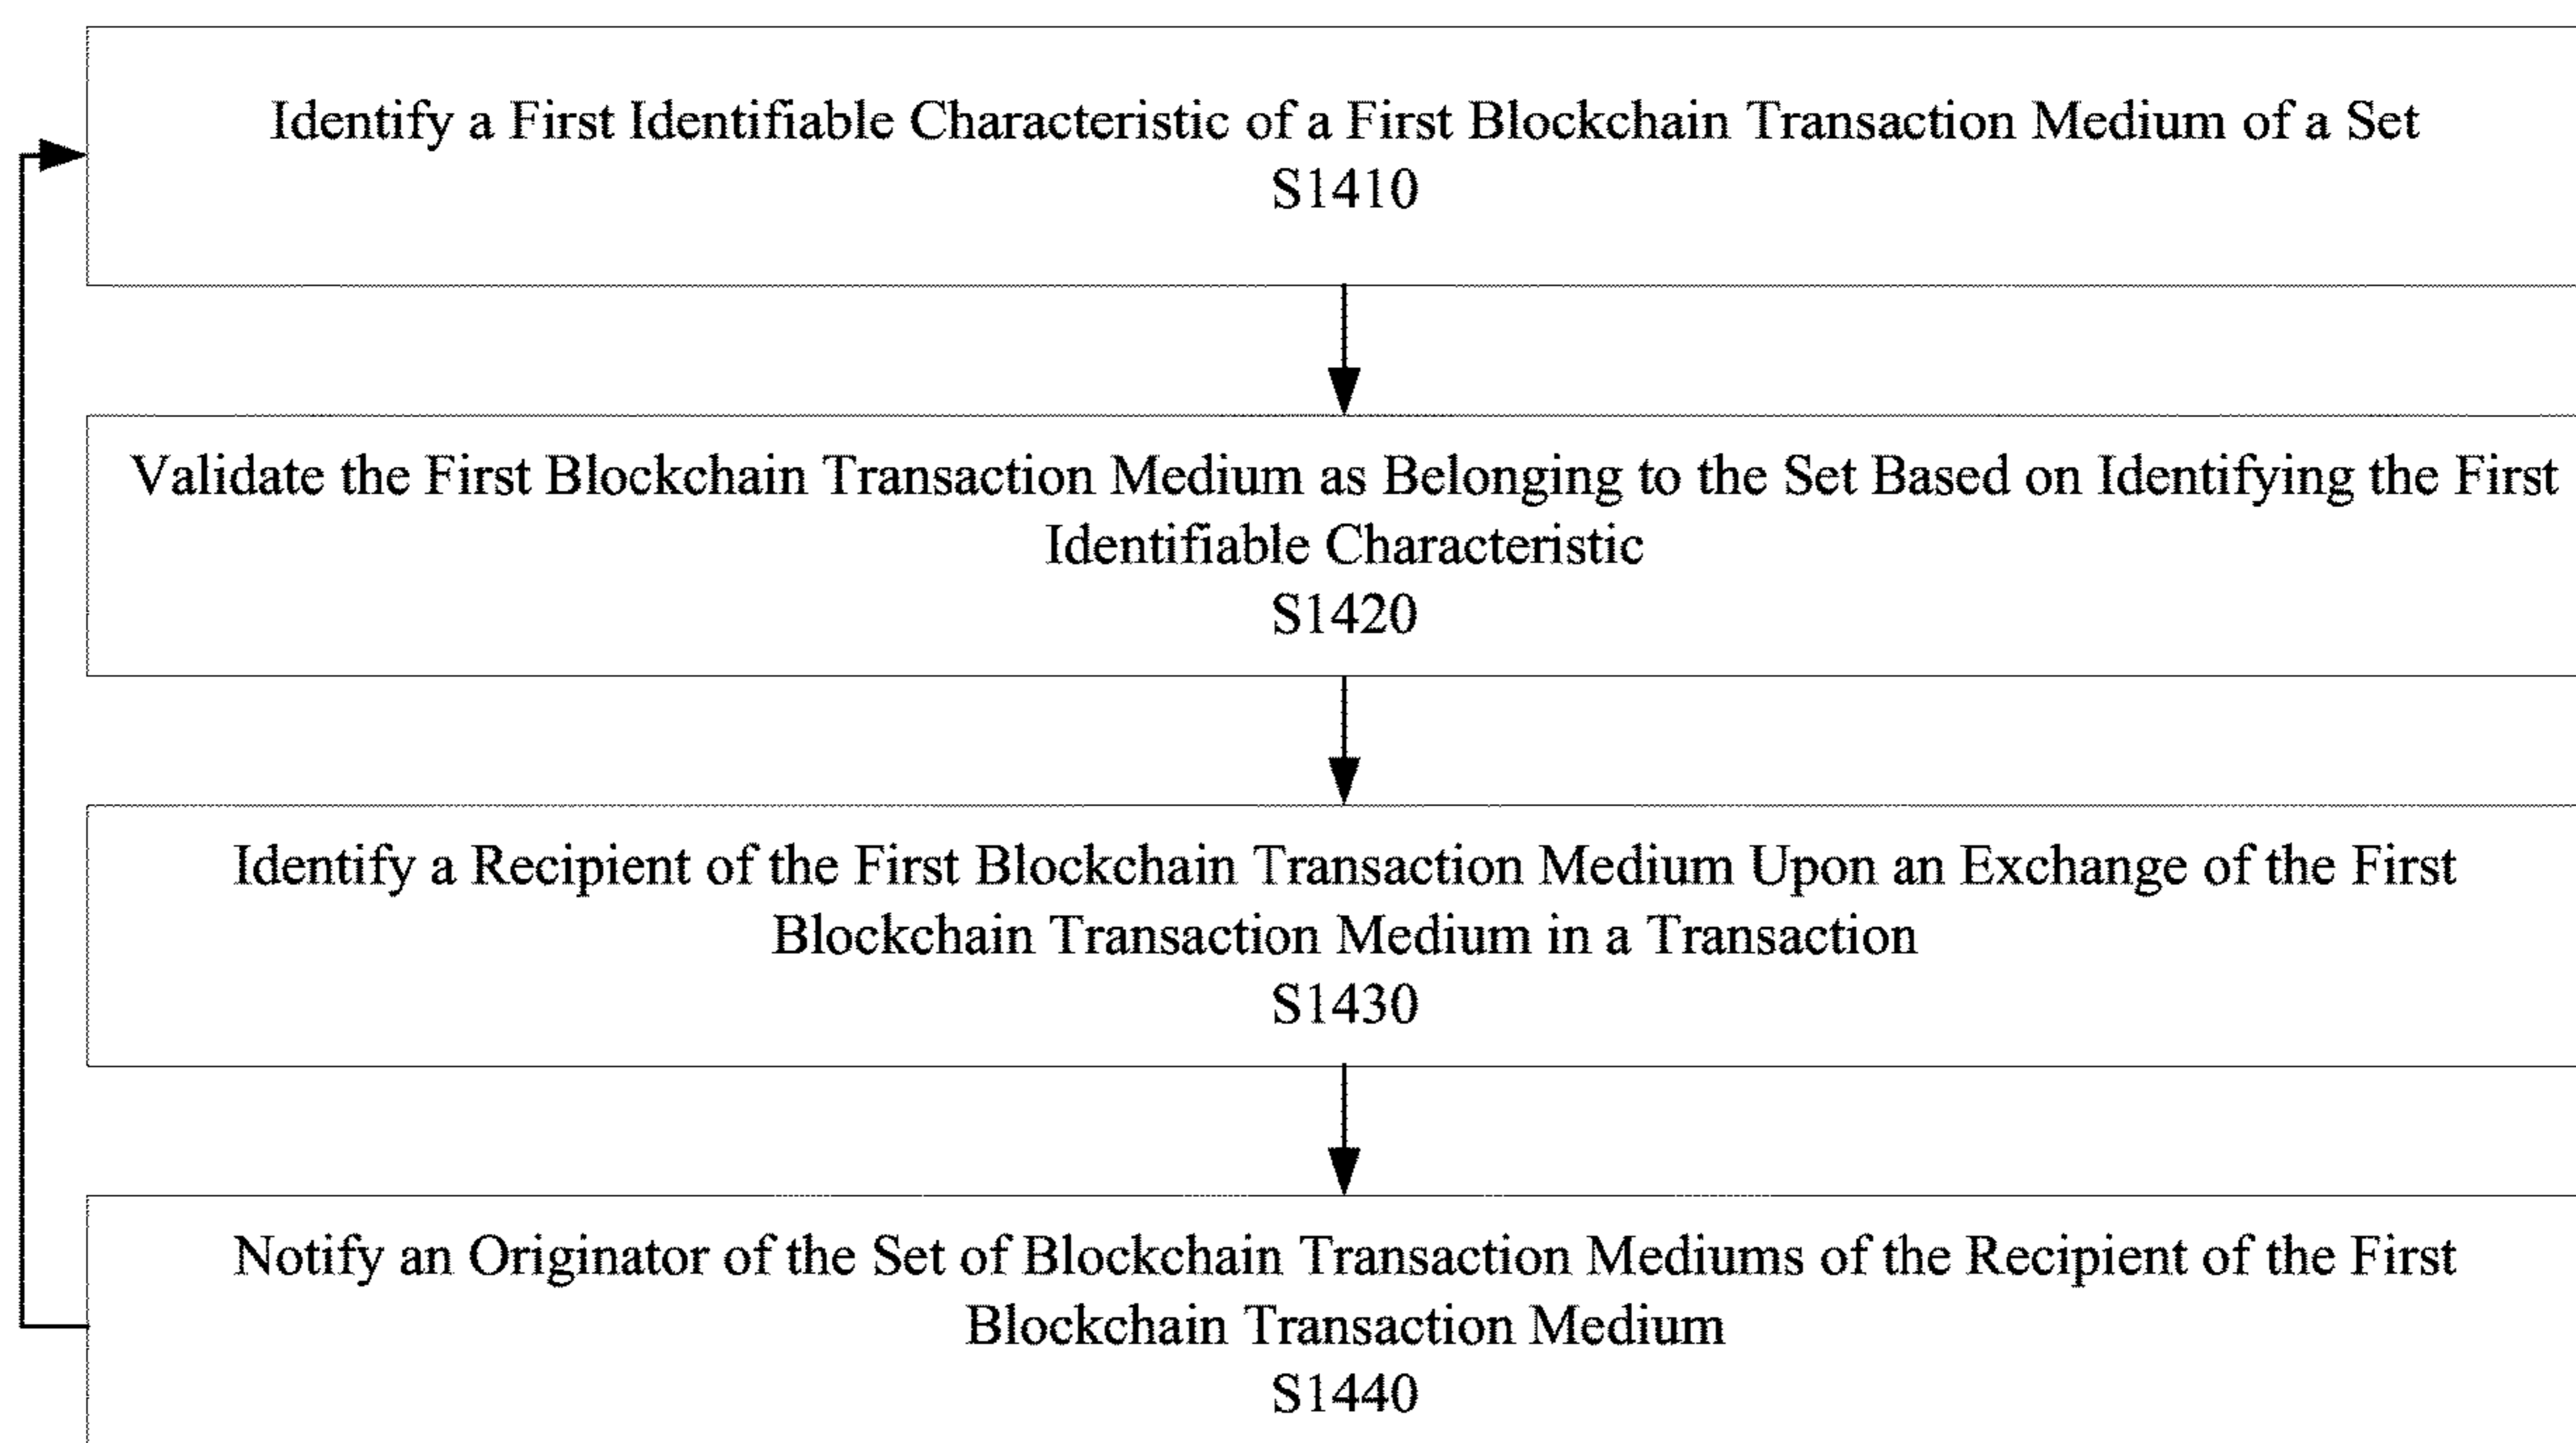 Identify a First Identifiable Characteristic of a First Blockchain Transaction Medium of a Set
S1410
Validate the First Blockchain Transaction Medium as Belonging to the Set Based on Identifying the First
Identifiable Characteristic
S1420
Identify a Recipient of the First Blockchain Transaction Medium Upon an Exchange of the First
Blockchain Transaction Medium in a Transaction
S1430
Notify an Originator of the Set of Blockchain Transaction Mediums of the Recipient of the First
Blockchain Transaction Medium
S1440